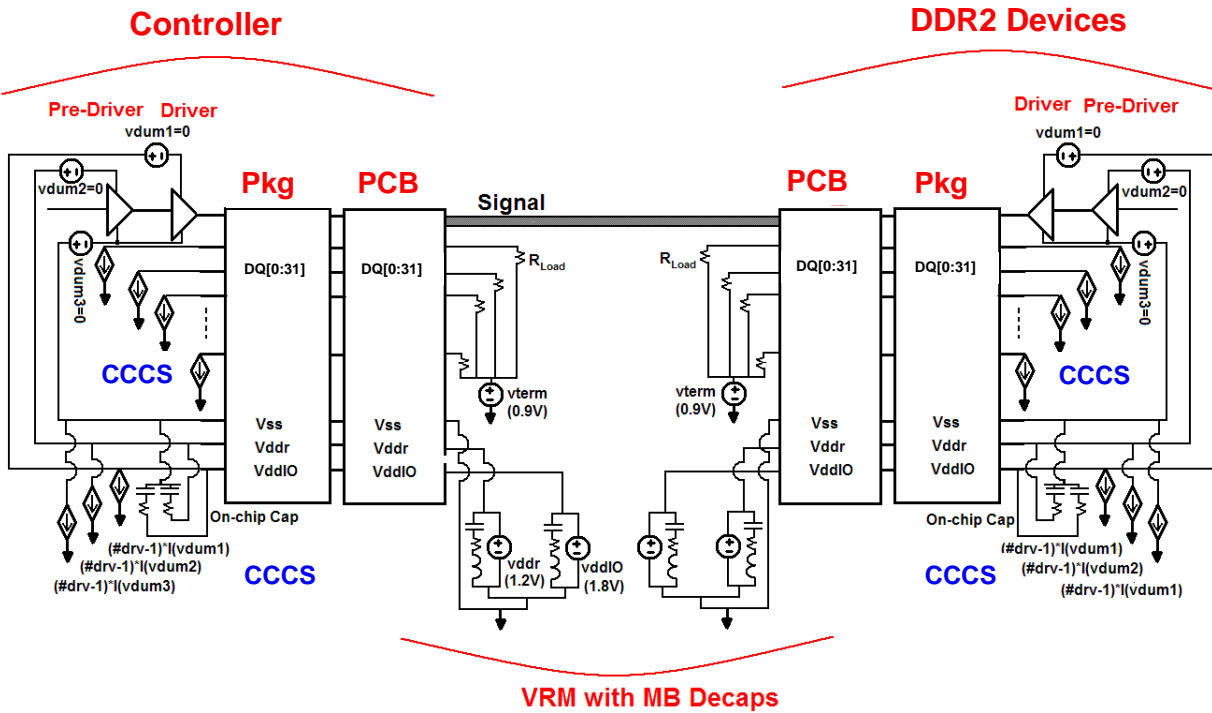 Controller
DDR2 Devices
Pre-Driver Driver
vdum1=0
vdum2=0
vdum3=0
Pkg
PCB
Signal
PCB
Pkg
Driver Pre-Driver
vdum1=0
vdum2=0
vdum3=0
DQ[0:31]
DQ[0:31]
RLoad
RLoad
DQ[0:31]
DQ[0:31]
CCCS
CCCS
vterm
(0.9V)
vterm
(0.9V)
Vss
Vddr
VddIO
Vss
Vddr
VddIO
Vss
Vddr
VddIO
Vss
Vddr
VddIO
On-chip Cap
On-chip Cap
(#drv-1)*I(vdum1)
(#drv-1)*I(vdum2)
(#drv-1)*I(vdum3)
CCCS
vddr
(1.2V)
vddIO
(1.8V)
CCCS
(#drv-1)*I(vdum1)
(#drv-1)*I(vdum2)
(#drv-1)*I(vdum1)
VRM with MB Decaps